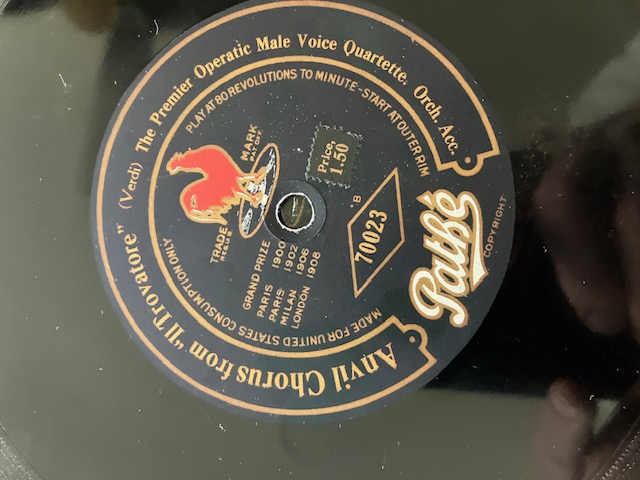 Pathé
COPYRIGHT
Anvil Chorus from "Il Trovatore" (Verdi) The Premier Operatic Male Voice Quartette, Orch. Acc.
MADE FOR UNITED STATES CONSUMPTION ONLY.
PLAY AT 80 REVOLUTIONS TO MINUTE-START AT OUTER RIM
B
70023
Price,
1.50
GRAND PRIZE
PARIS 1900
PARIS 1902
MILAN 1906
LONDON 1908
TRADE MARK